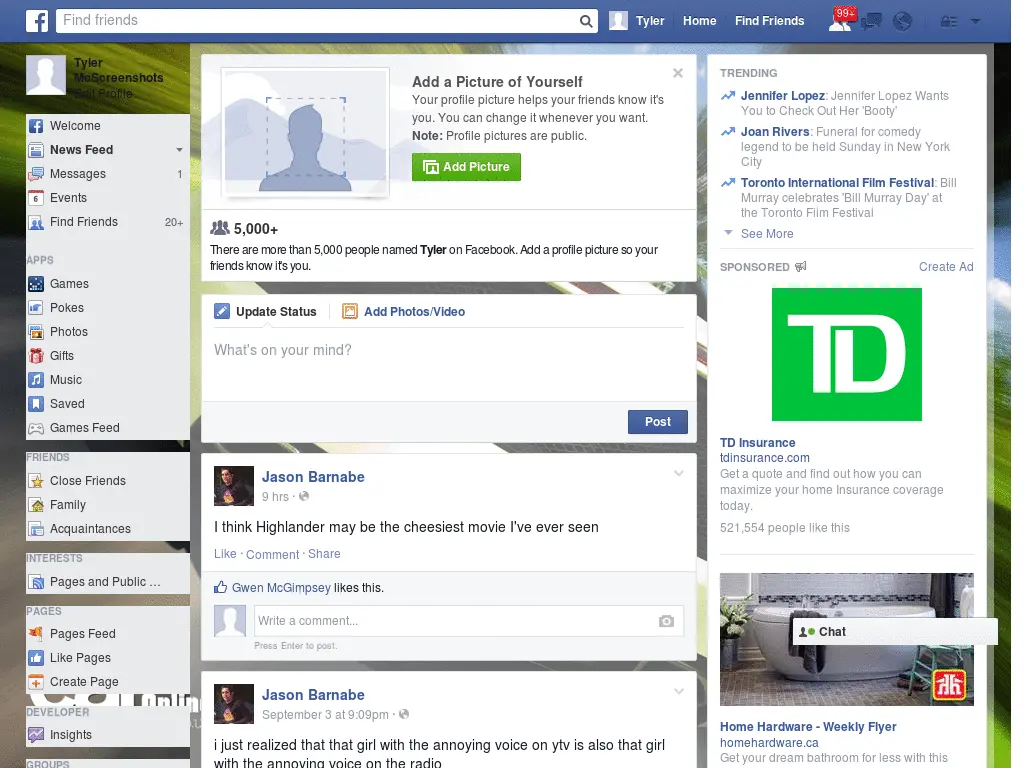 Find friends
Tyler
Home
Find Friends
99+
Tyler
McScreenshots
Edit Profile
Welcome
News Feed
Messages 1
6 Events
Find Friends 20+
APPS
Games
Pokes
Photos
Gifts
Music
Saved
Games Feed
FRIENDS
Close Friends
Family
Acquaintances
INTERESTS
Pages and Public ...
PAGES
Pages Feed
Like Pages
Create Page
DEVELOPER
Insights
GROUPS
Add a Picture of Yourself
Your profile picture helps your friends know it's
you. You can change it whenever you want.
Note: Profile pictures are public.
Add Picture
5,000+
There are more than 5,000 people named Tyler on Facebook. Add a profile picture so your
friends know it's you.
Update Status
Add Photos/Video
What's on your mind?
Post
Jason Barnabe
9 hrs ·
I think Highlander may be the cheesiest movie I've ever seen
Like · Comment · Share
Gwen McGimpsey likes this.
Write a comment...
Press Enter to post.
Jason Barnabe
September 3 at 9:09pm ·
i just realized that that girl with the annoying voice on ytv is also that girl
with the annoying voice on the radio
TRENDING
Jennifer Lopez: Jennifer Lopez Wants
You to Check Out Her 'Booty'
Joan Rivers: Funeral for comedy
legend to be held Sunday in New York
City
Toronto International Film Festival: Bill
Murray celebrates 'Bill Murray Day' at
the Toronto Film Festival
See More
SPONSORED
Create Ad
TD
TD Insurance
tdinsurance.com
Get a quote and find out how you can
maximize your home Insurance coverage
today.
521,554 people like this
Chat
Home Hardware - Weekly Flyer
homehardware.ca
Get your dream bathroom for less with this